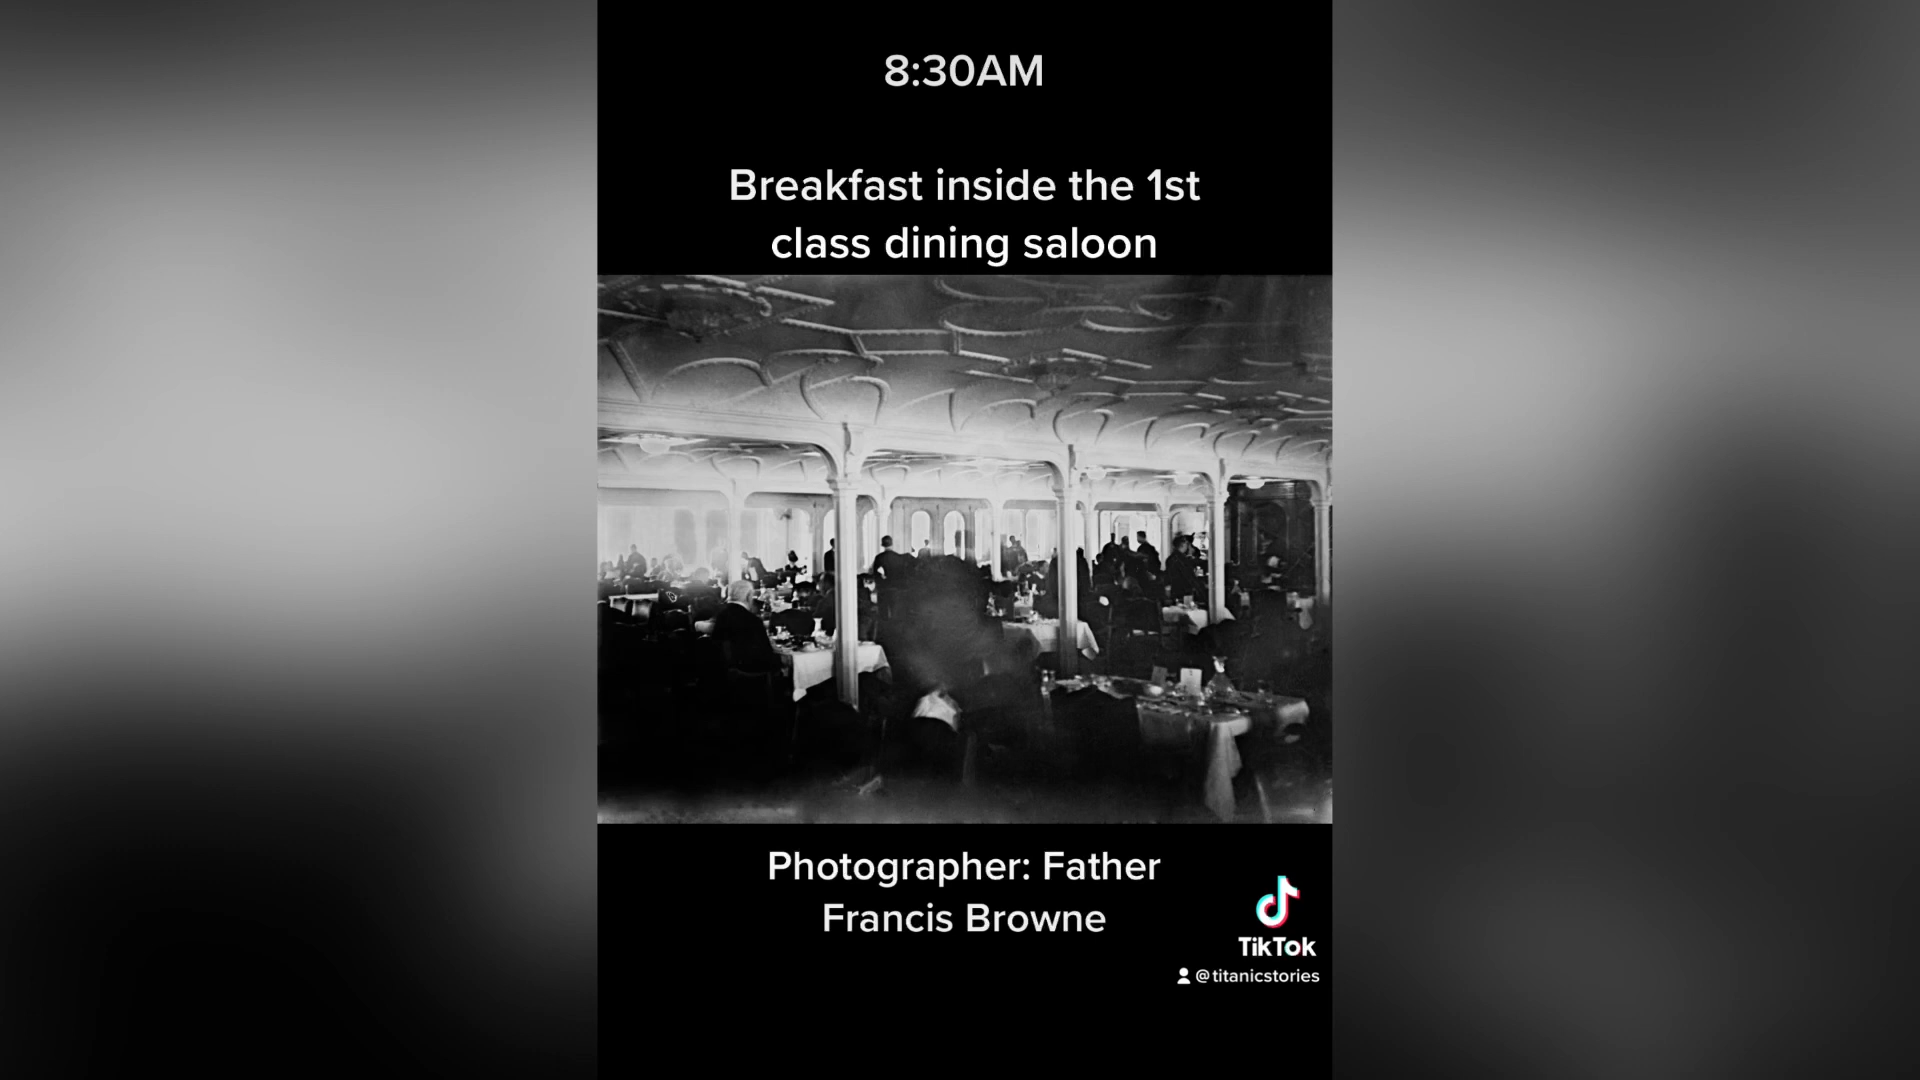 8:30AM
Breakfast inside the 1st
class dining saloon
Photographer: Father
Francis Browne
TikTok
@titanicstories